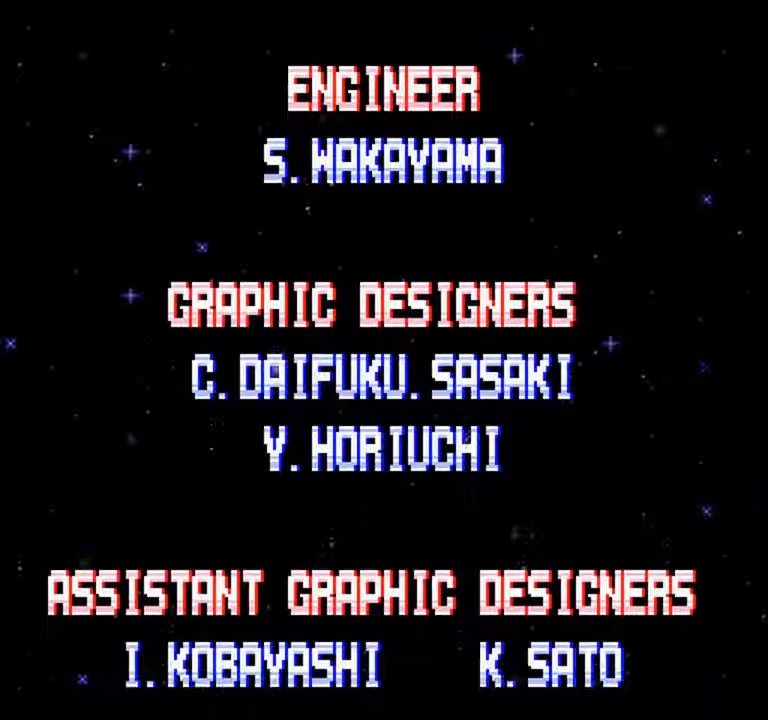 ENGINEER
S. WAKAYAMA
GRAPHIC DESIGNERS
C. DAIFUKU. SASAKI
Y. HORIUCHI
ASSISTANT GRAPHIC DESIGNERS
I. KOBAYASHI K. SATO